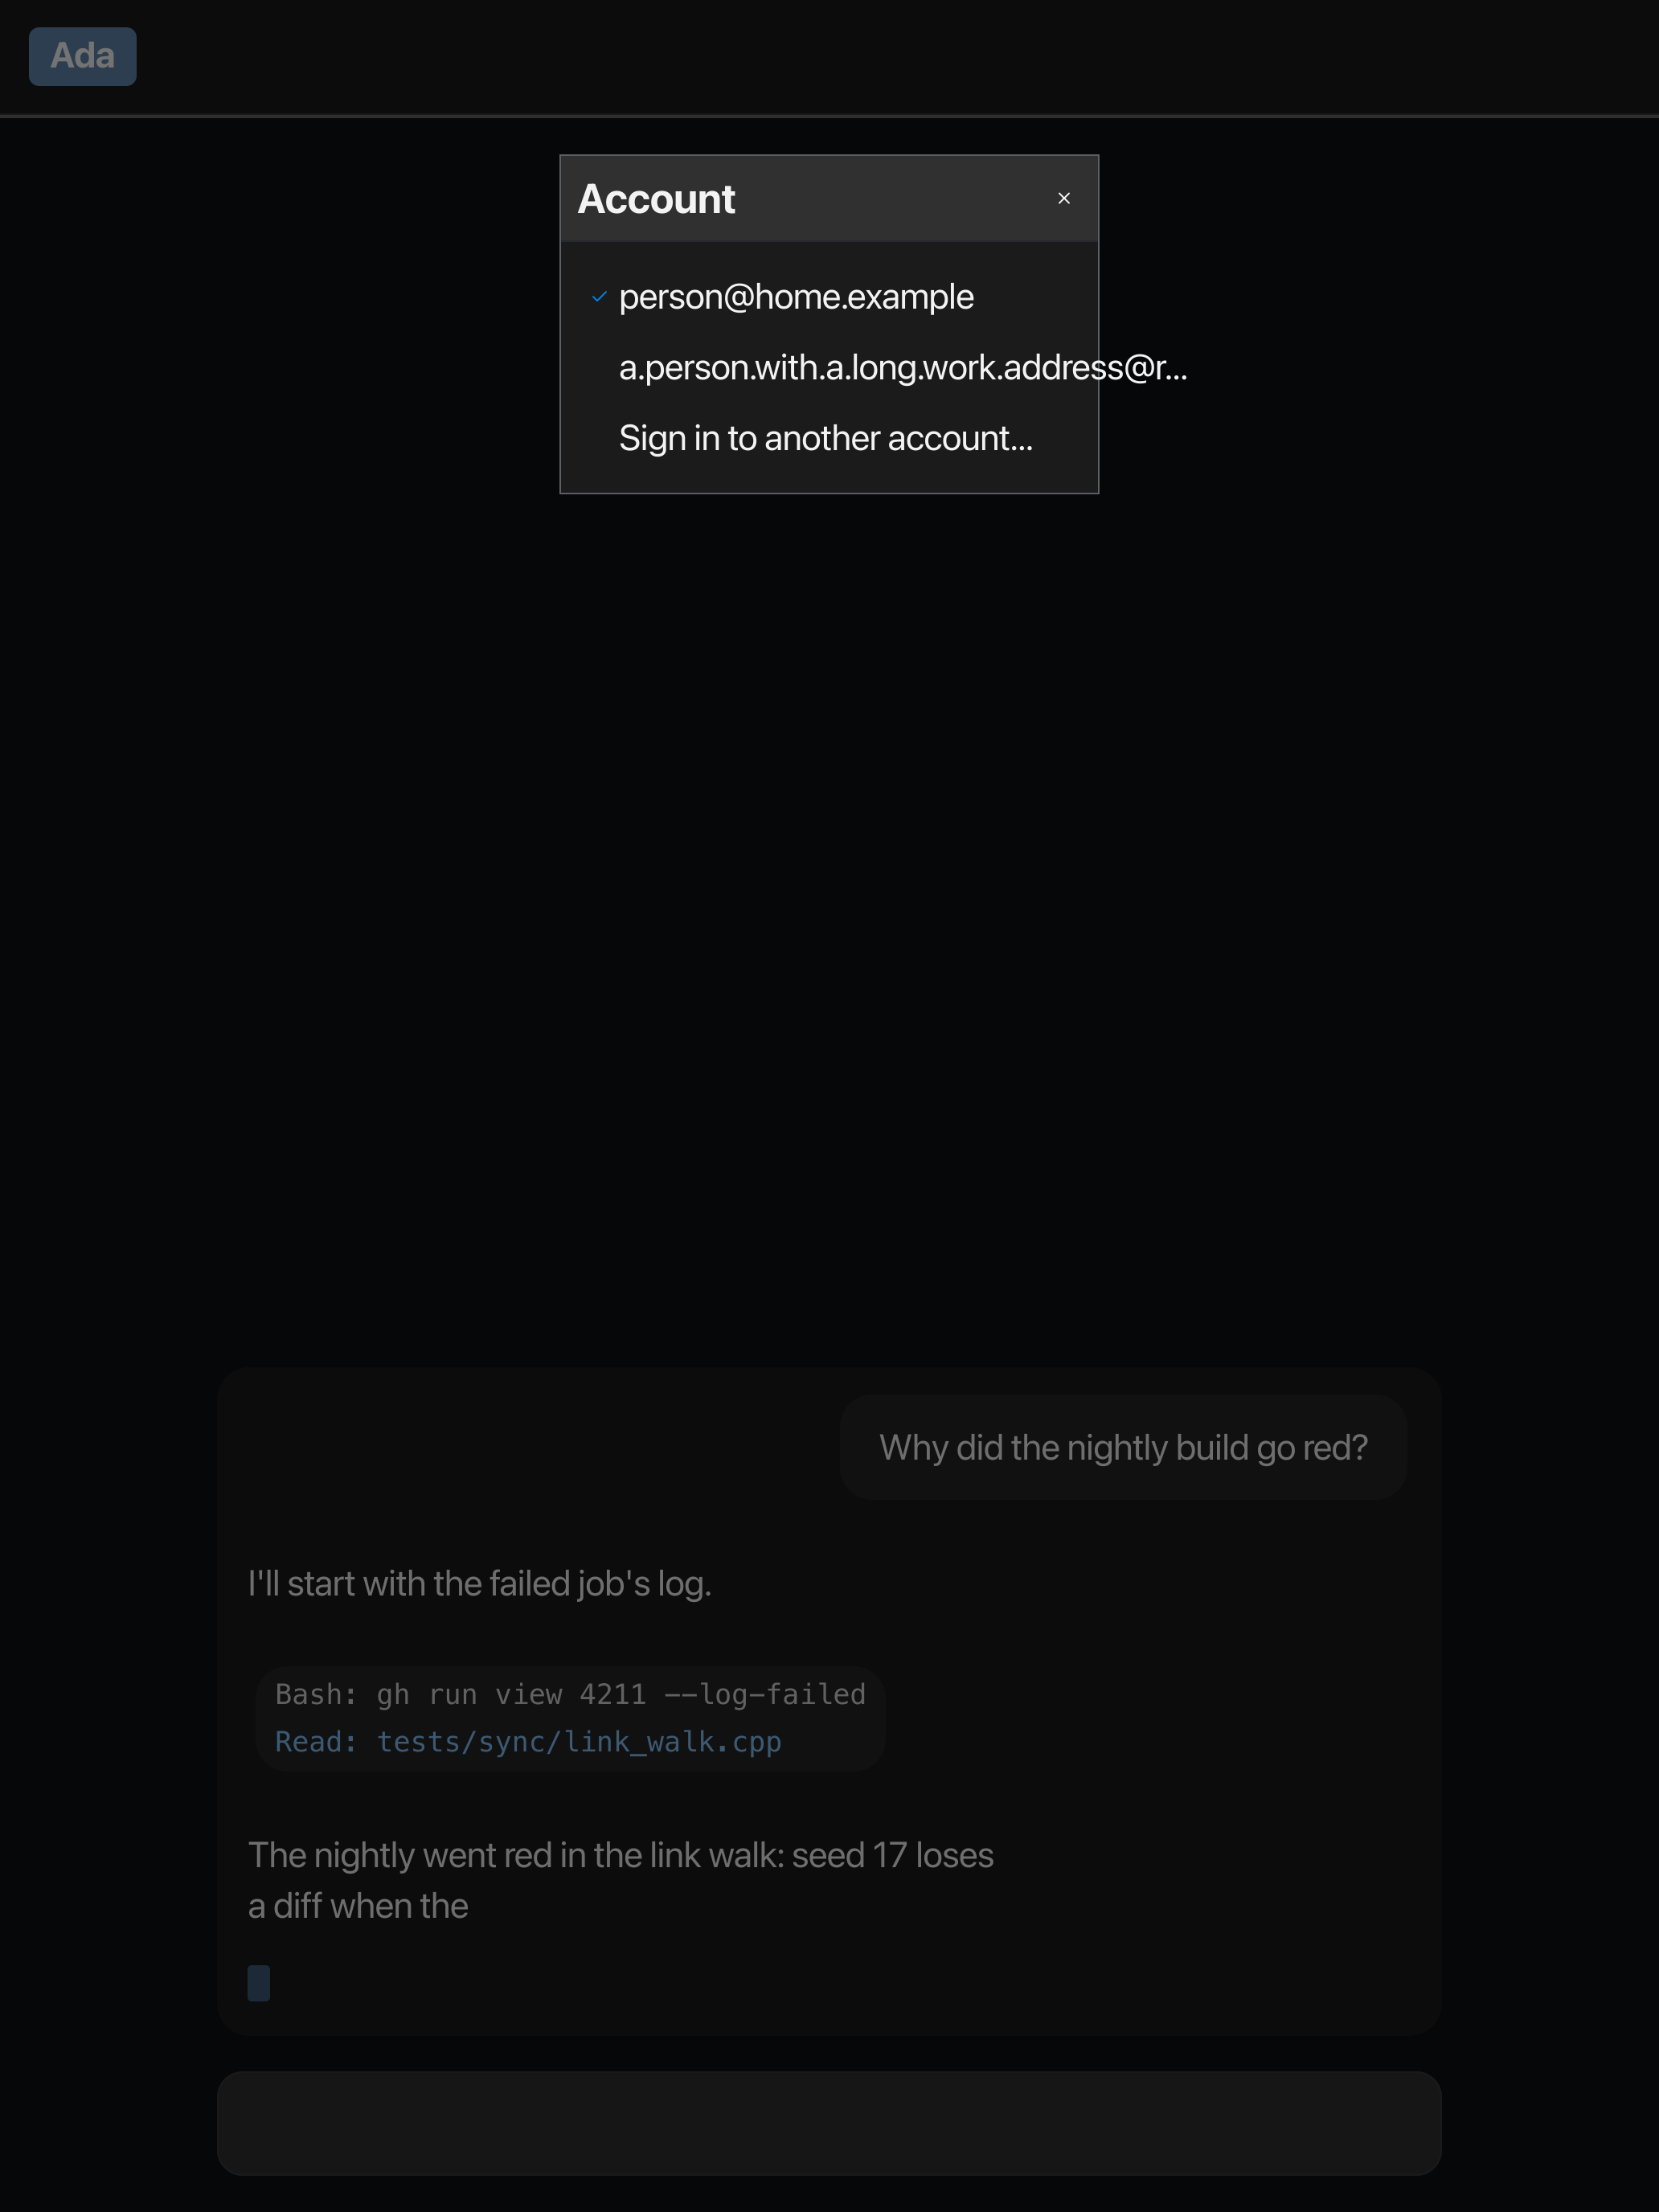 Ada
Account
person@home.example
a.person.with.a.long.work.address@r...
Sign in to another account...
Why did the nightly build go red?
I'll start with the failed job's log.
Bash: gh run view 4211 --log-failed
Read: tests/sync/link_walk.cpp
The nightly went red in the link walk: seed 17 loses
a diff when the